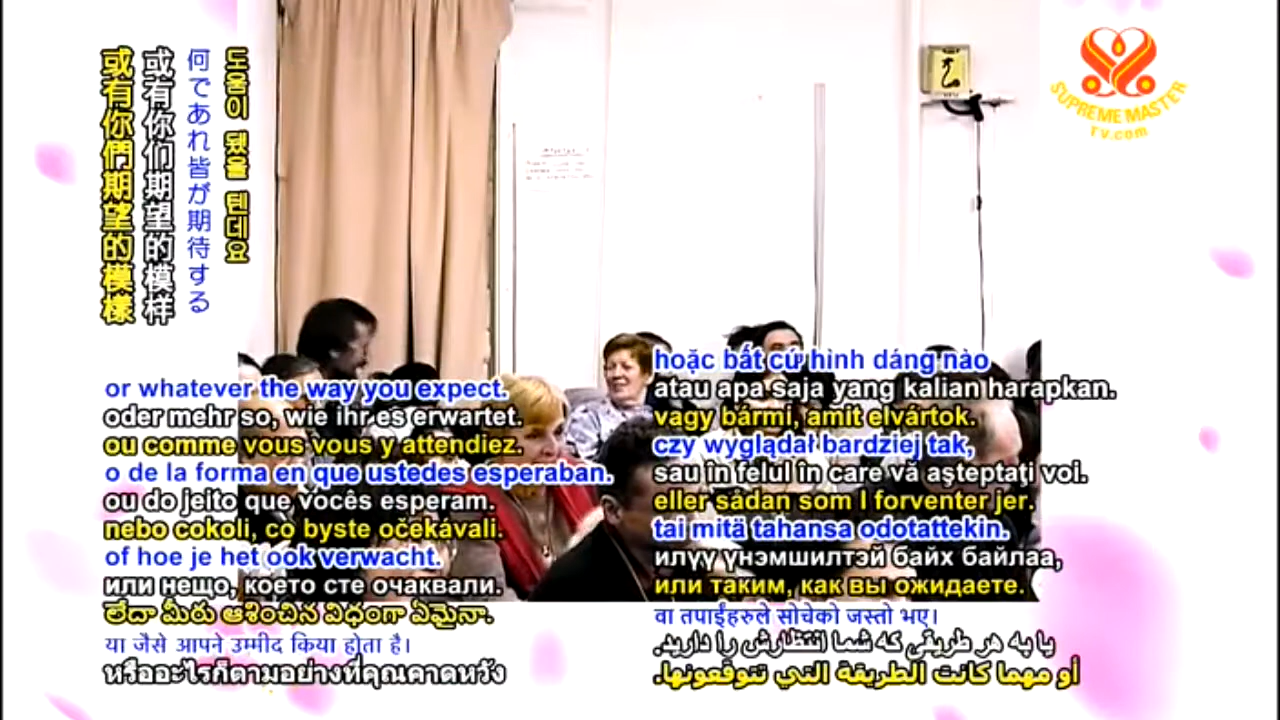 或有你們期望的模樣
或有你们期望的模样
何であれ皆が期待する
도움이 됐을 텐데요
SUPREME MASTER
TV.com
or whatever the way you expect.
oder mehr so, wie ihr es erwartet.
ou comme vous vous y attendiez.
o de la forma en que ustedes esperaban.
ou do jeito que vocês esperam.
nebo cokoli, co byste očekávali.
of hoe je het ook verwacht.
или нещо, което сте очаквали.
లేదా మీరు ఆశించిన విధంగా ఏమైనా.
या जैसे आपने उम्मीद किया होता है।
หรืออะไรก็ตามอย่างที่คุณคาดหวัง
hoặc bất cứ hình dáng nào
atau apa saja yang kalian harapkan.
vagy bármi, amit elvártok.
czy wyglądał bardziej tak,
sau în felul în care vă aşteptaţi voi.
eller sådan som I forventer jer.
tai mitä tahansa odotattekin.
илүү үнэмшилтэй байх байлаа,
или таким, как вы ожидаете.
वा तपाईंहरुले सोचेको जस्तो भए।
یا به هر طریقی که شما انتظارش را دارید.
أو مهما كانت الطريقة التي تتوقعونها.